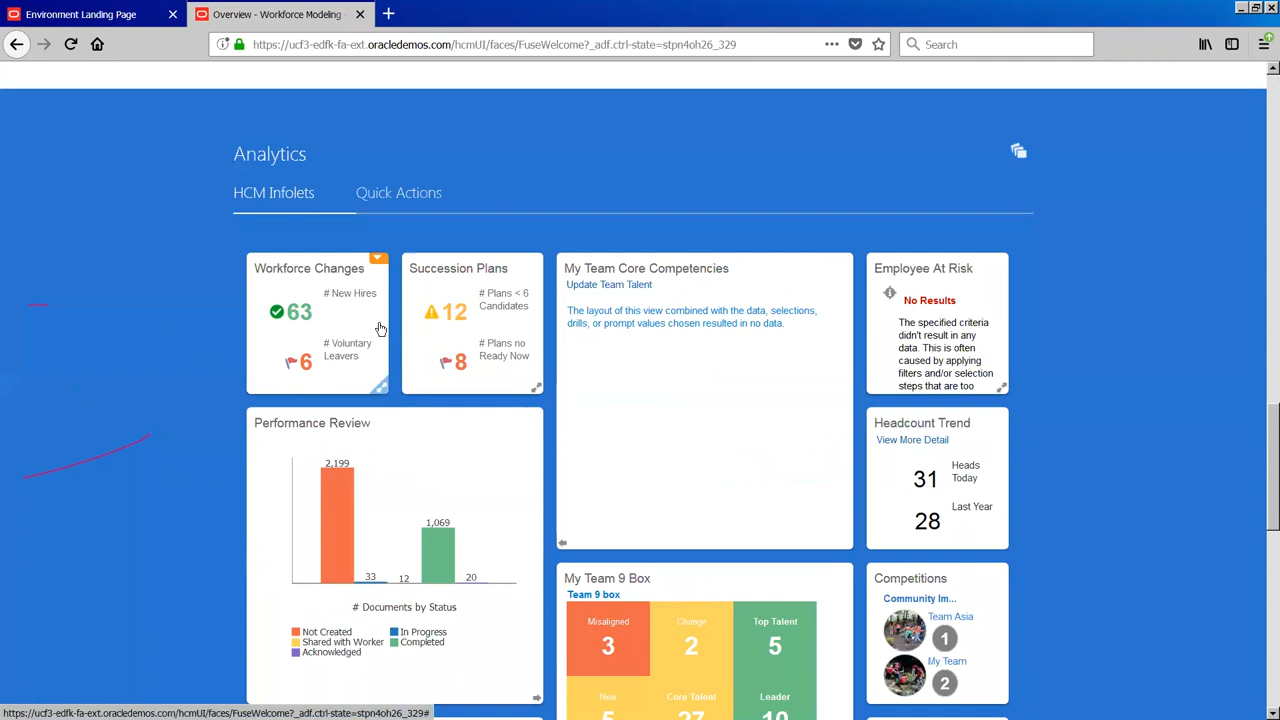 Environment Landing Page
Overview - Workforce Modeling
https://ucf3-edfk-fa-ext.oracledemos.com/hcmUI/faces/FuseWelcome?_adf.ctrl-state=stpn4oh26_329
Search
Analytics
HCM Infolets
Quick Actions
Workforce Changes
# New Hires
63
# Voluntary
Leavers
6
Succession Plans
# Plans < 6
Candidates
12
# Plans no
Ready Now
8
My Team Core Competencies
Update Team Talent
The layout of this view combined with the data, selections,
drills, or prompt values chosen resulted in no data.
Employee At Risk
No Results
The specified criteria
didn't result in any
data. This is often
caused by applying
filters and/or selection
steps that are too
Performance Review
2,199
33
12
1,069
20
# Documents by Status
Not Created
In Progress
Shared with Worker
Completed
Acknowledged
Headcount Trend
View More Detail
31
Heads
Today
Last Year
28
My Team 9 Box
Team 9 box
Misaligned
3
Change
2
Top Talent
5
New
5
Core Talent
27
Leader
10
Competitions
Community Im...
Team Asia
1
My Team
2
https://ucf3-edfk-fa-ext.oracledemos.com/hcmUI/faces/FuseWelcome?_adf.ctrl-state=stpn4oh26_329#